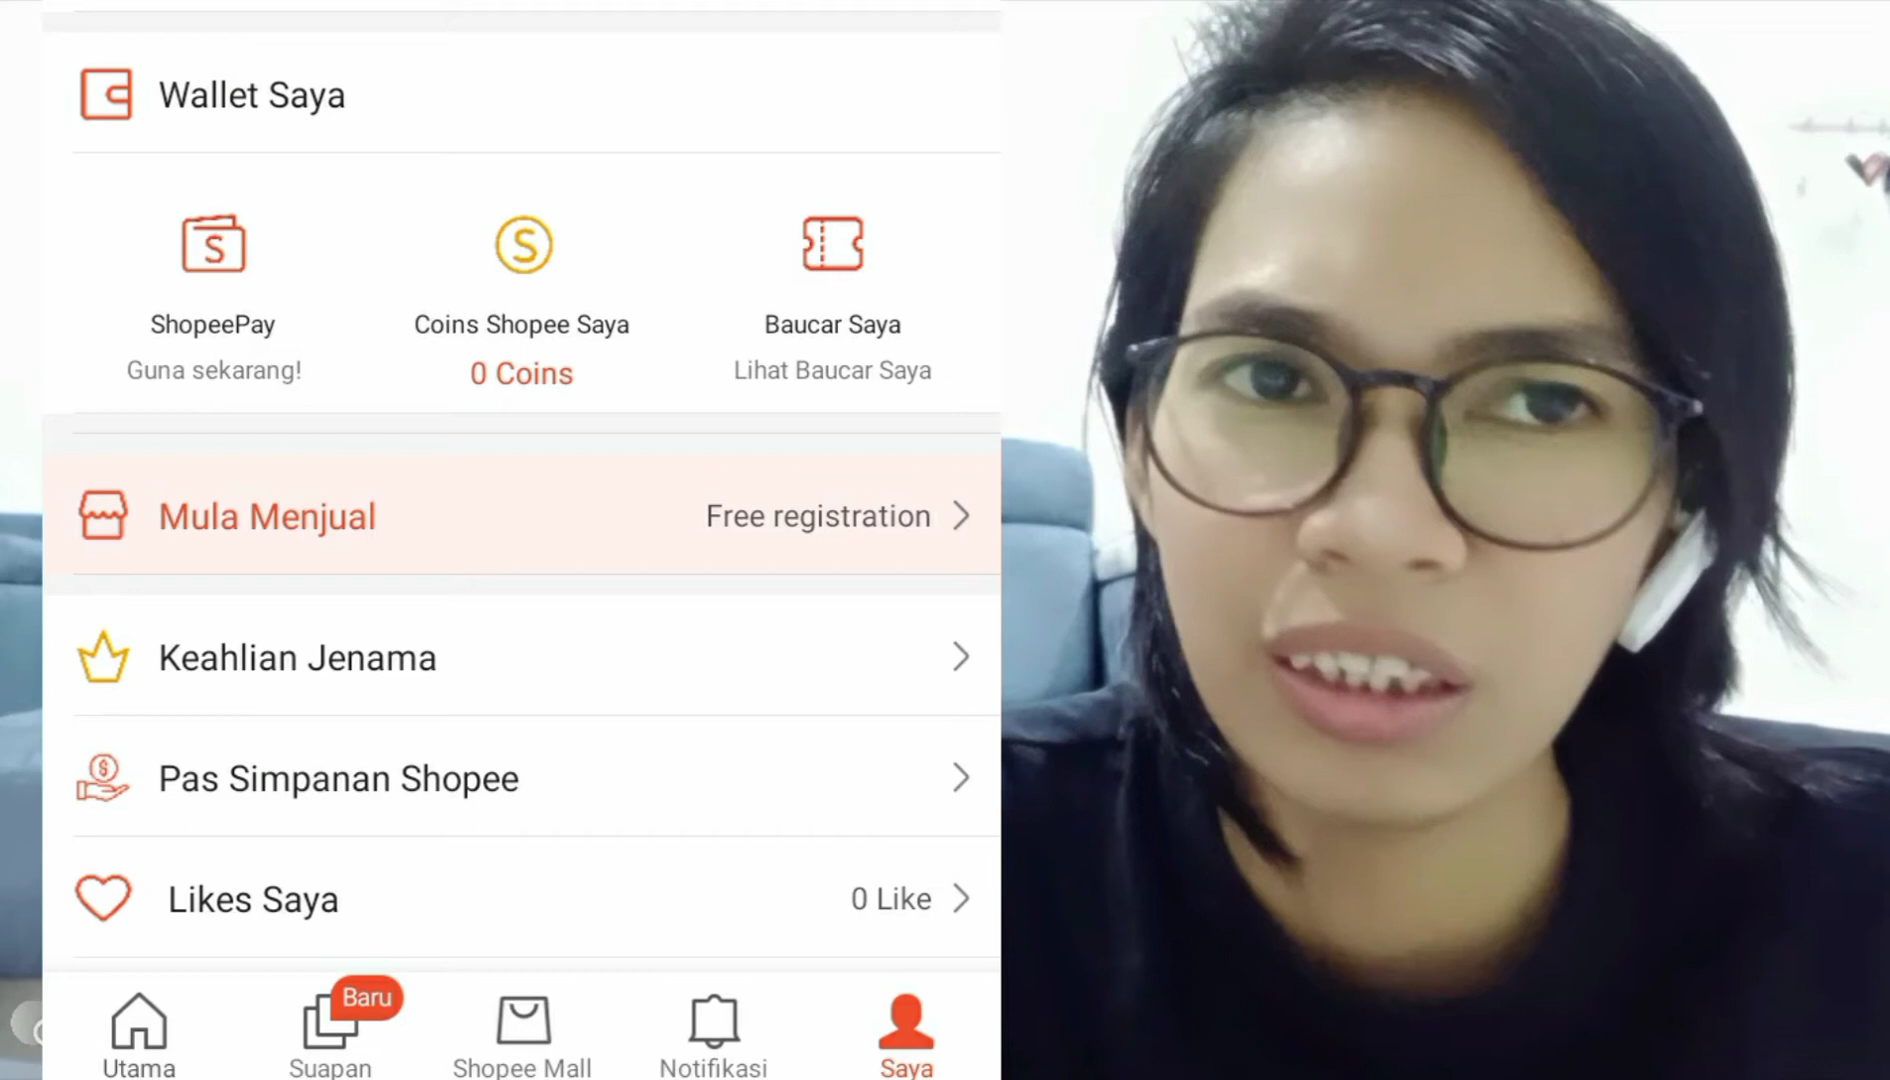 Wallet Saya
ShopeePay
Coins Shopee Saya
Baucar Saya
Guna sekarang!
0 Coins
Lihat Baucar Saya
Mula Menjual
Free registration
Keahlian Jenama
Pas Simpanan Shopee
Likes Saya
0 Like
Baru
Utama
Suapan
Shopee Mall
Notifikasi
Saya